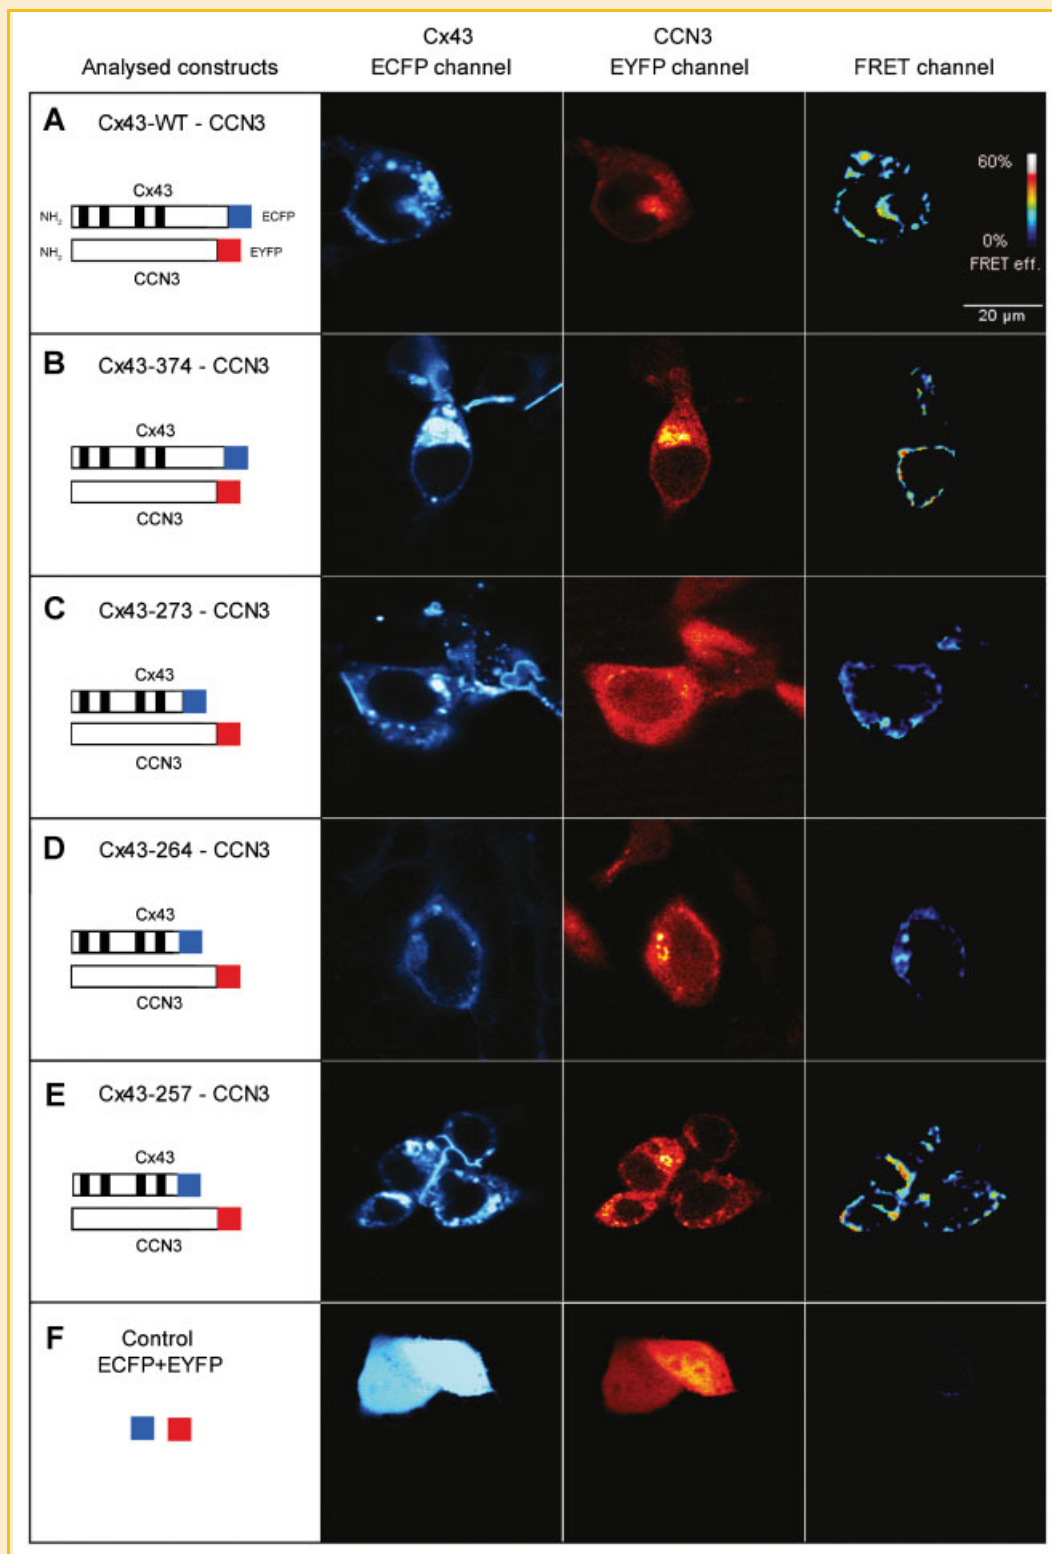 Cx43
CCN3
Analysed constructs
ECFP channel
EYFP channel
FRET channel
A Cx43-WT - CCN3
Cx43
NH2
ECFP
NH2
EYFP
CCN3
60%
0%
FRET eff.
20 µm
B Cx43-374 - CCN3
Cx43
CCN3
C Cx43-273 - CCN3
Cx43
CCN3
D Cx43-264 - CCN3
Cx43
CCN3
E Cx43-257 - CCN3
Cx43
CCN3
F Control
ECFP+EYFP